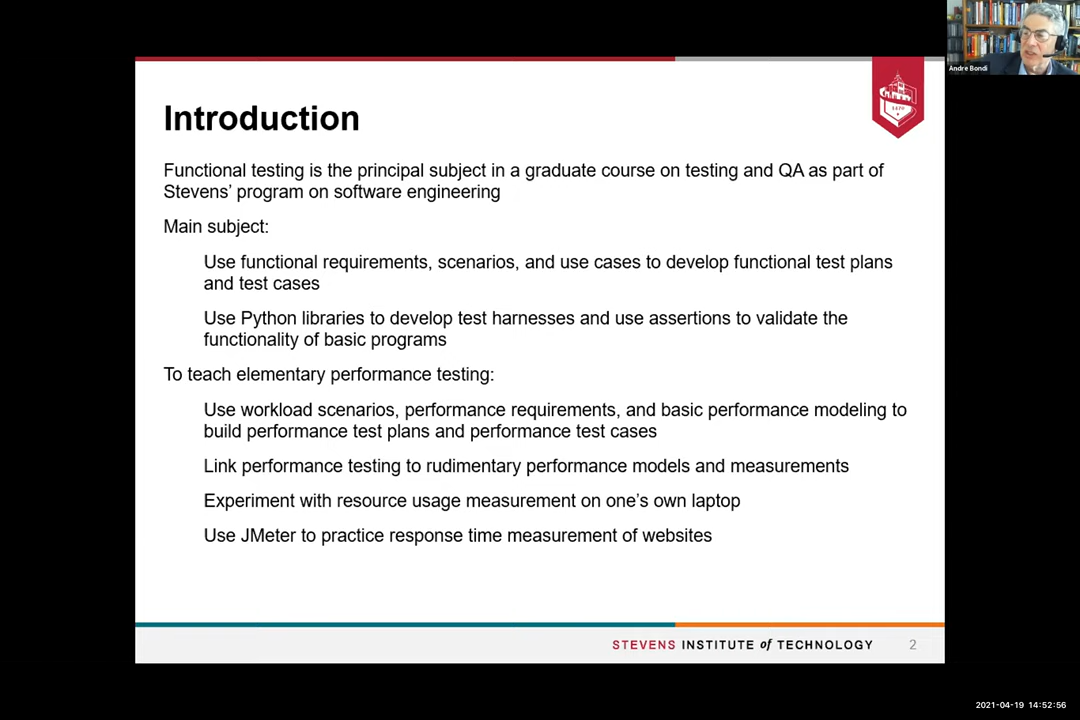 Andre Bondi
Introduction
Functional testing is the principal subject in a graduate course on testing and QA as part of
Stevens’ program on software engineering
Main subject:
Use functional requirements, scenarios, and use cases to develop functional test plans
and test cases
Use Python libraries to develop test harnesses and use assertions to validate the
functionality of basic programs
To teach elementary performance testing:
Use workload scenarios, performance requirements, and basic performance modeling to
build performance test plans and performance test cases
Link performance testing to rudimentary performance models and measurements
Experiment with resource usage measurement on one’s own laptop
Use JMeter to practice response time measurement of websites
STEVENS INSTITUTE of TECHNOLOGY 2
2021-04-19 14:52:56